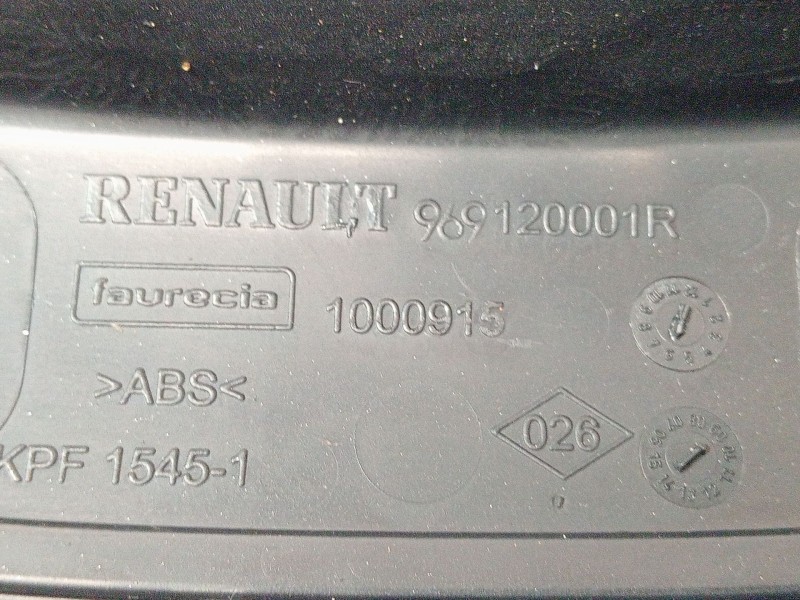 RENAULT 969120001R
faurecia 1000915
>ABS<
026
KPF 1545-1